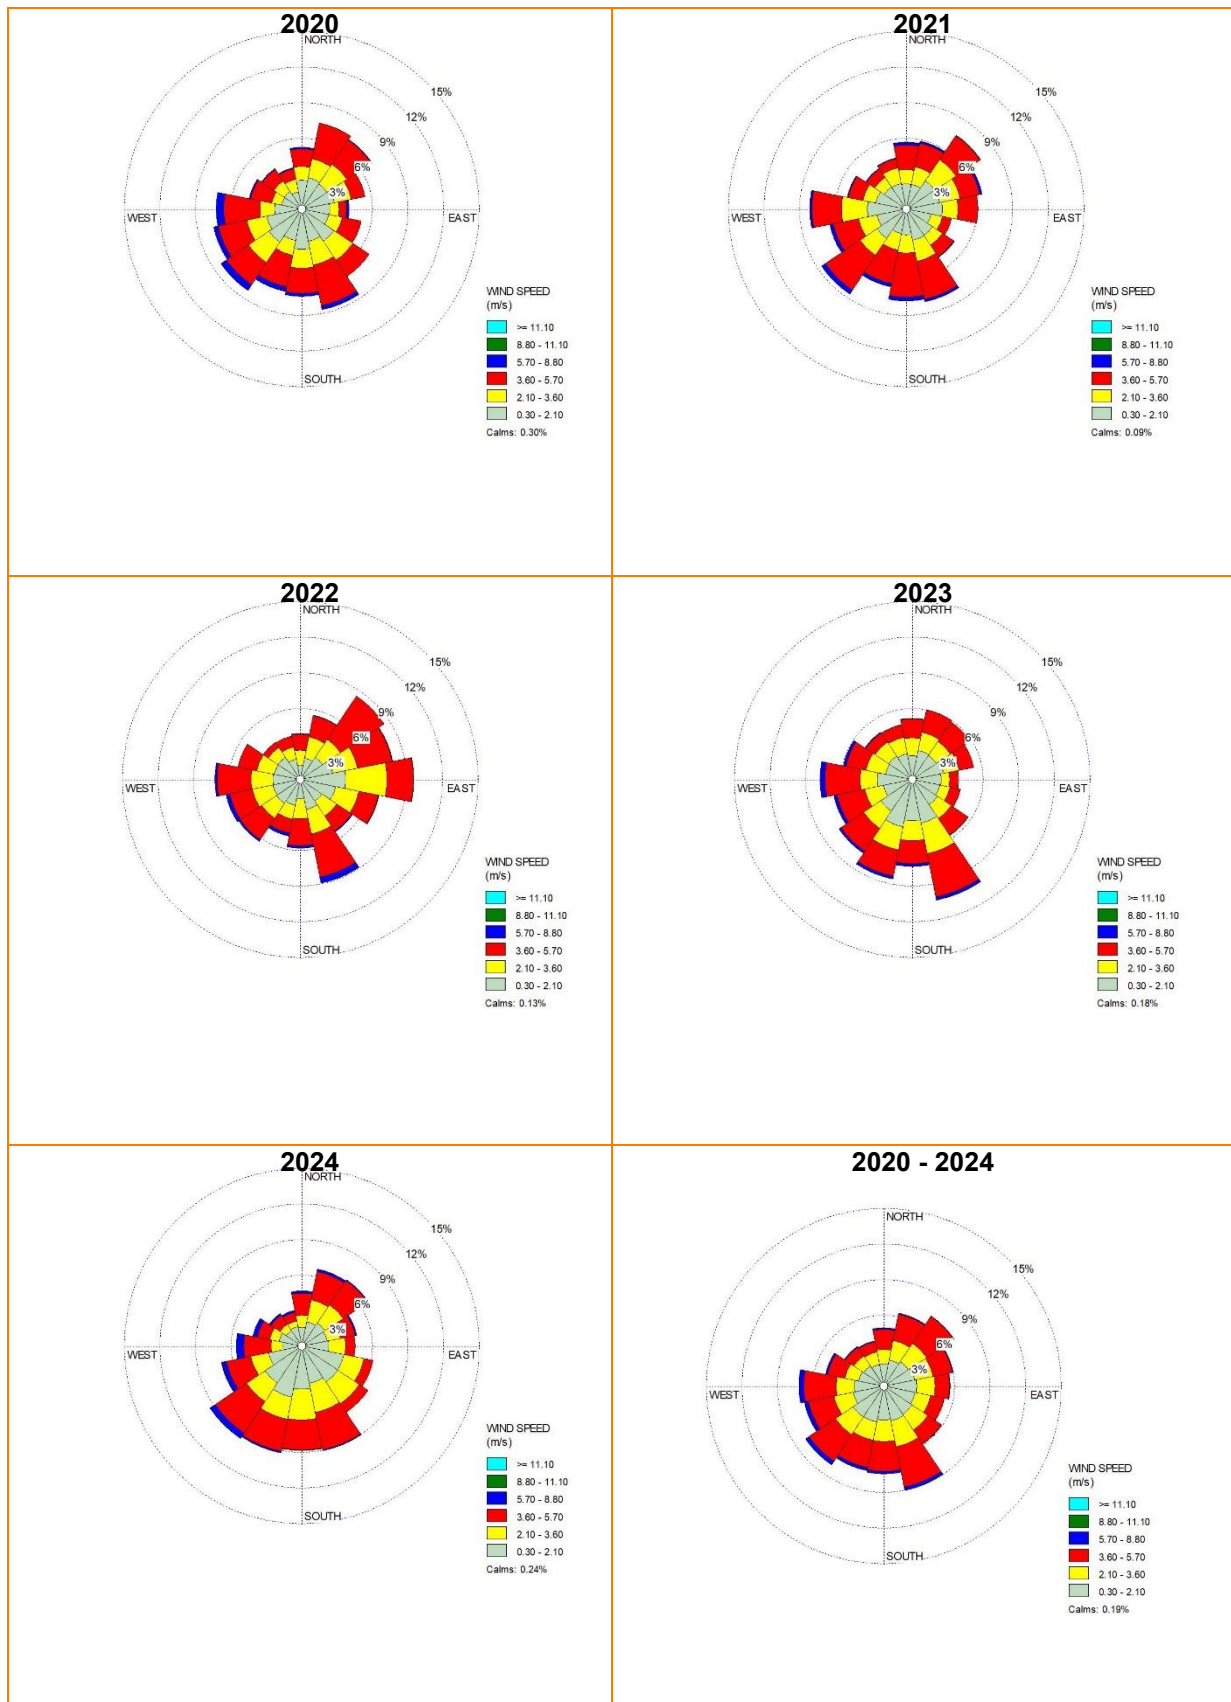 2020
NORTH
15%
12%
9%
6%
3%
WEST
EAST
SOUTH
WIND SPEED
(m/s)
>= 11.10
8.80 - 11.10
5.70 - 8.80
3.60 - 5.70
2.10 - 3.60
0.30 - 2.10
Calms: 0.30%
2021
NORTH
15%
12%
9%
6%
3%
WEST
EAST
SOUTH
WIND SPEED
(m/s)
>= 11.10
8.80 - 11.10
5.70 - 8.80
3.60 - 5.70
2.10 - 3.60
0.30 - 2.10
Calms: 0.09%
2022
NORTH
15%
12%
9%
6%
3%
WEST
EAST
SOUTH
WIND SPEED
(m/s)
>= 11.10
8.80 - 11.10
5.70 - 8.80
3.60 - 5.70
2.10 - 3.60
0.30 - 2.10
Calms: 0.13%
2023
NORTH
15%
12%
9%
6%
3%
WEST
EAST
SOUTH
WIND SPEED
(m/s)
>= 11.10
8.80 - 11.10
5.70 - 8.80
3.60 - 5.70
2.10 - 3.60
0.30 - 2.10
Calms: 0.18%
2024
NORTH
15%
12%
9%
6%
3%
WEST
EAST
SOUTH
WIND SPEED
(m/s)
>= 11.10
8.80 - 11.10
5.70 - 8.80
3.60 - 5.70
2.10 - 3.60
0.30 - 2.10
Calms: 0.24%
2020 - 2024
NORTH
15%
12%
9%
6%
3%
WEST
EAST
SOUTH
WIND SPEED
(m/s)
>= 11.10
8.80 - 11.10
5.70 - 8.80
3.60 - 5.70
2.10 - 3.60
0.30 - 2.10
Calms: 0.19%